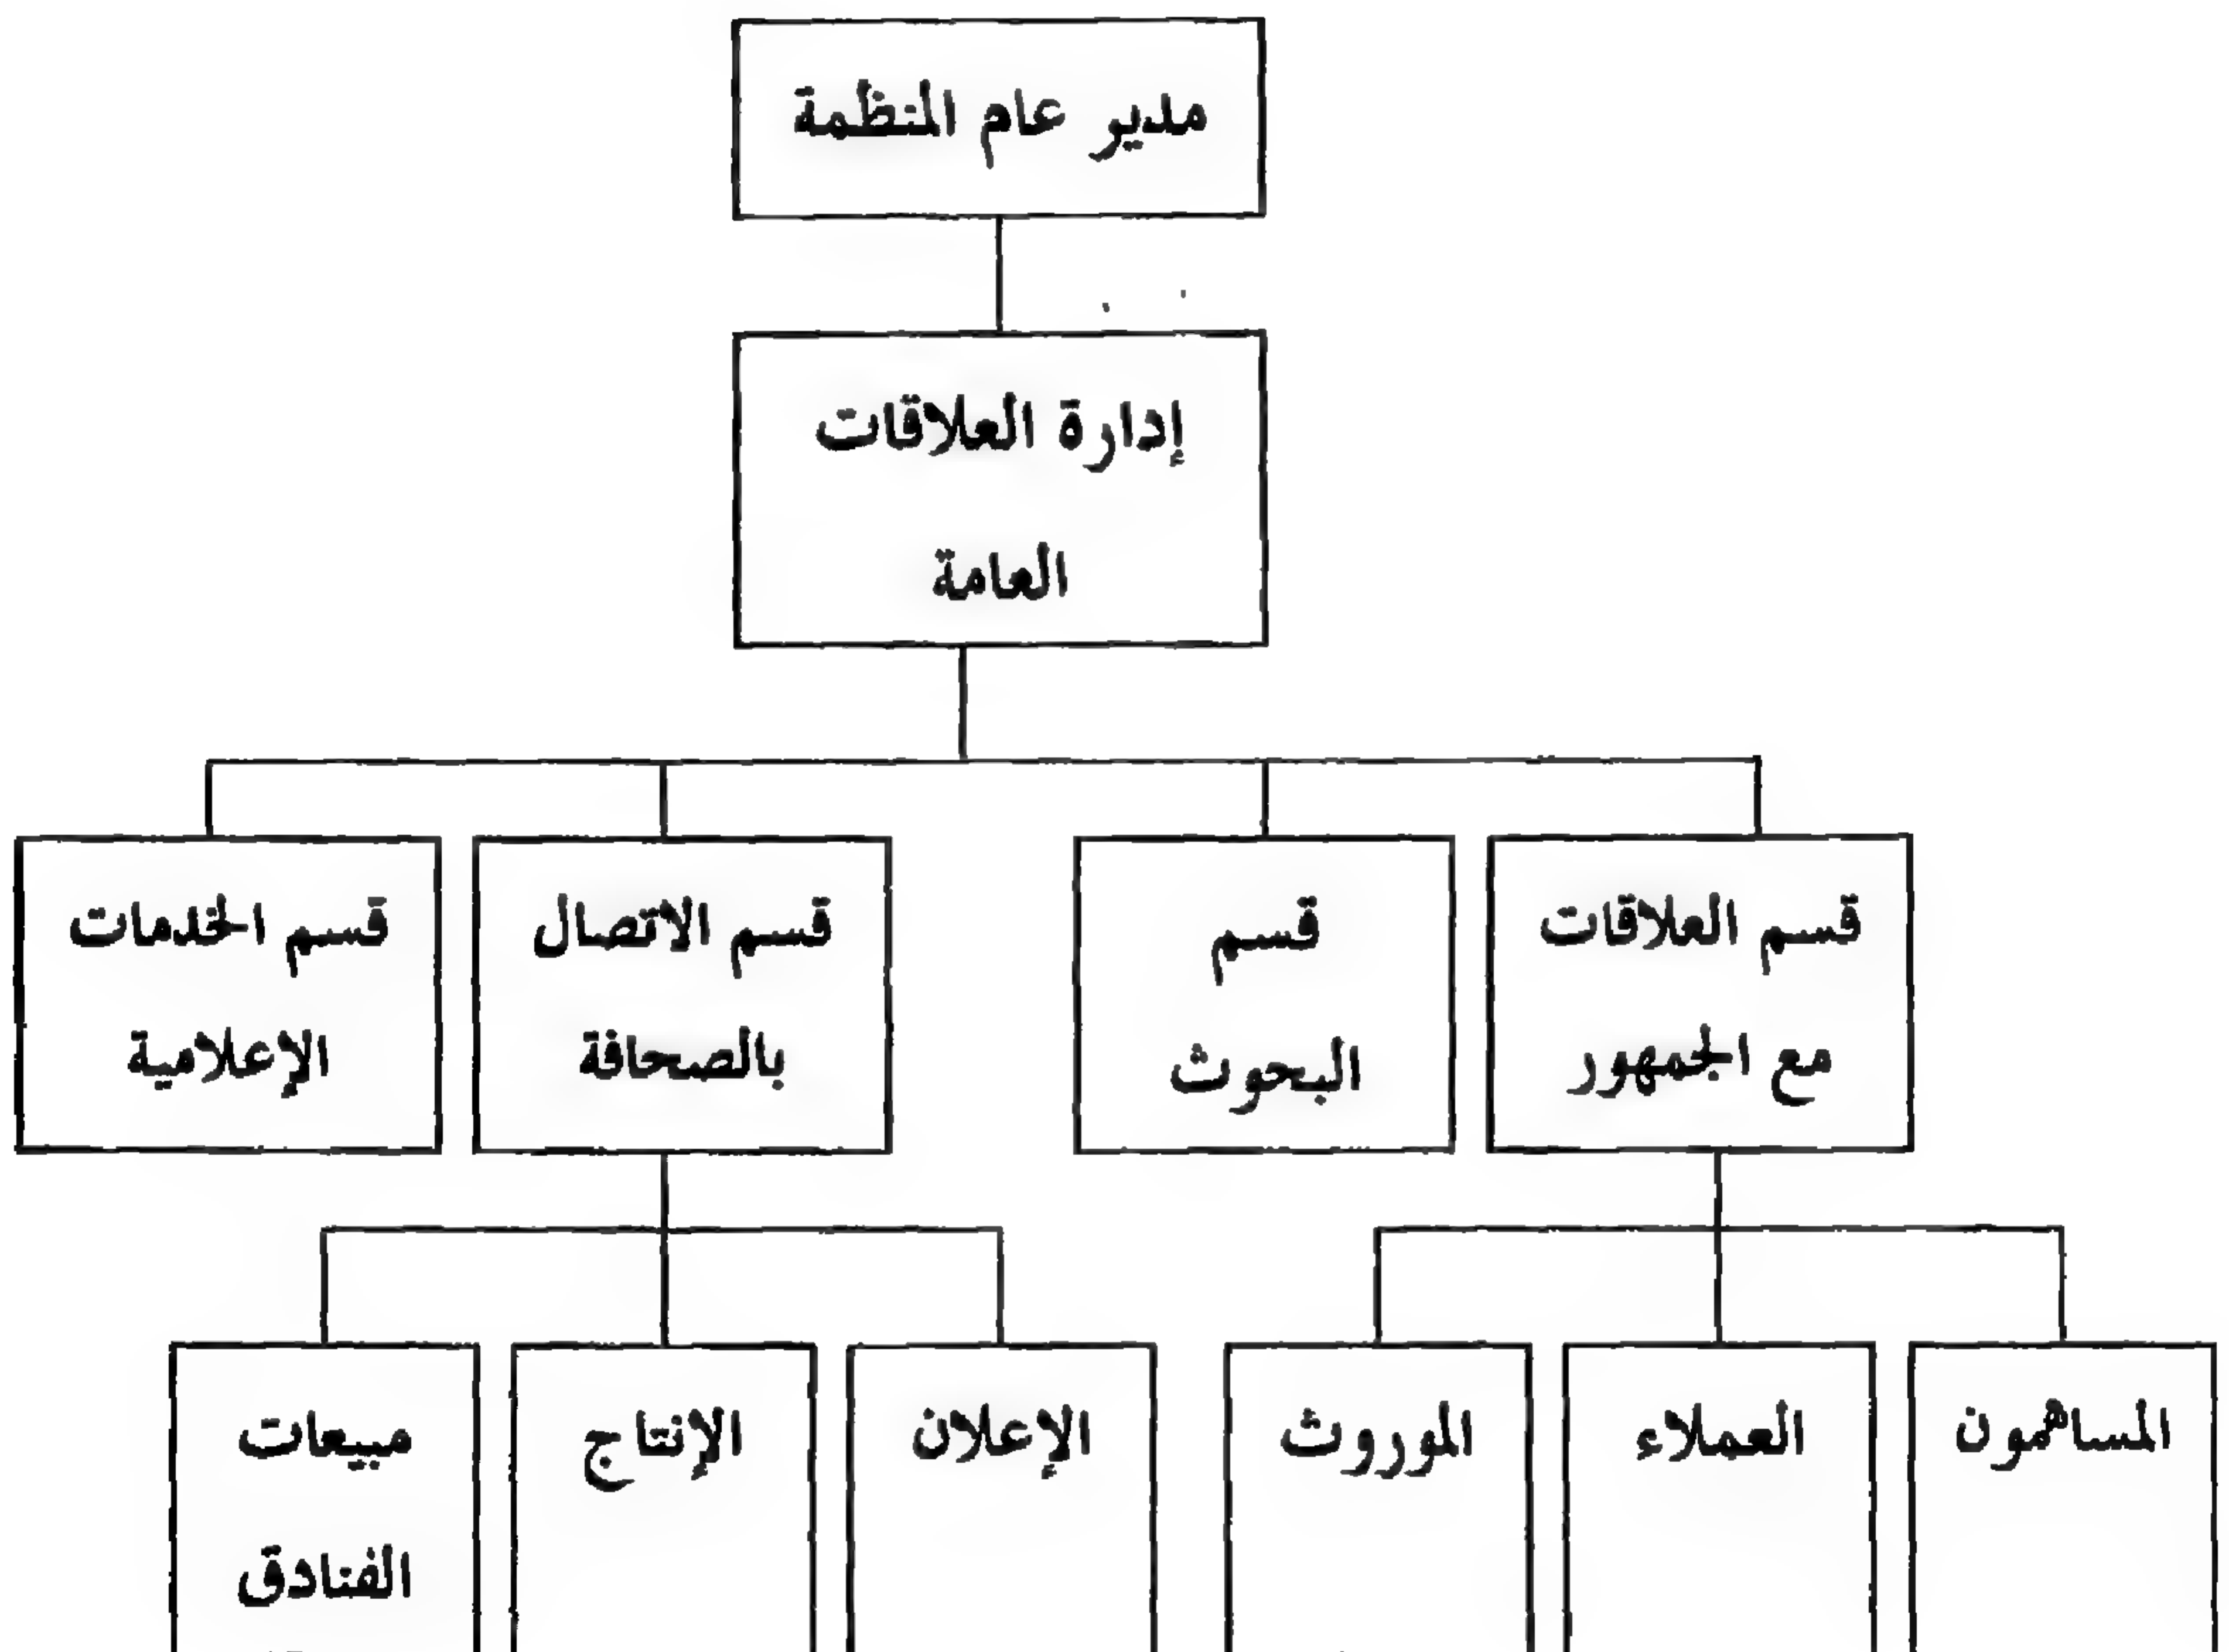 مدير عام المنظمة
إدارة العلاقات
العامة
قسم العلاقات
مع الجمهور
قسم
البحوث
قسم الاتصال
بالصحافة
قسم الخدمات
الإعلامية
المساهمون
العملاء
الموروث
الإعلان
الإنتاج
مبيعات
الفنادق